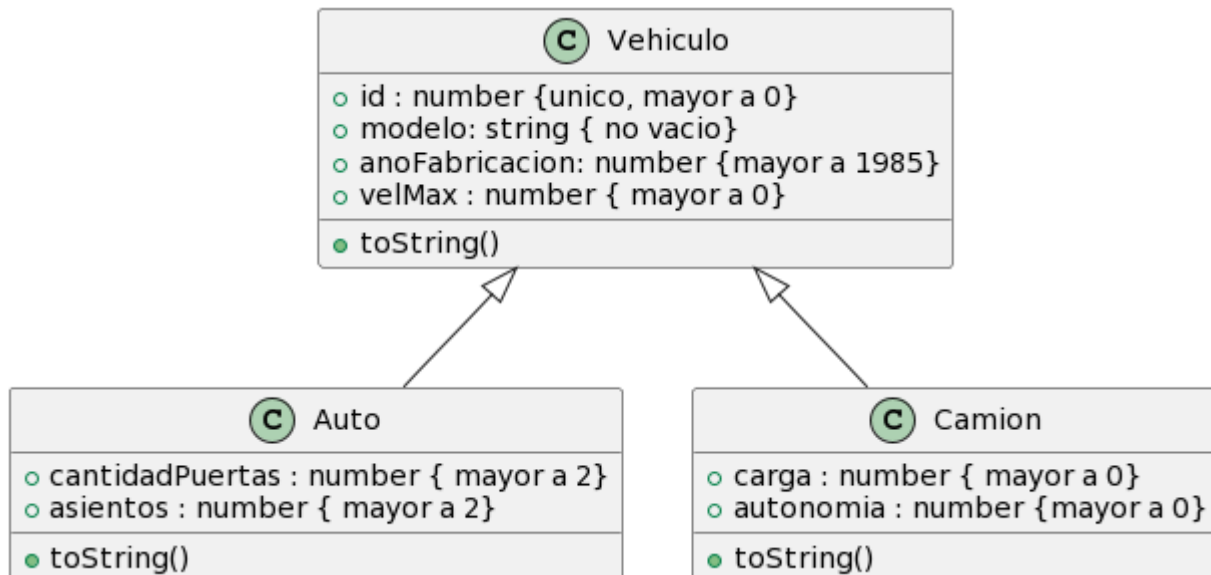 C Vehiculo
id : number {unico, mayor a 0}
modelo: string { no vacio}
anoFabricacion: number {mayor a 1985}
velMax : number { mayor a 0}
toString()
C Auto
cantidadPuertas : number { mayor a 2}
asientos : number { mayor a 2}
toString()
C Camion
carga : number { mayor a 0}
autonomia : number {mayor a 0}
toString()